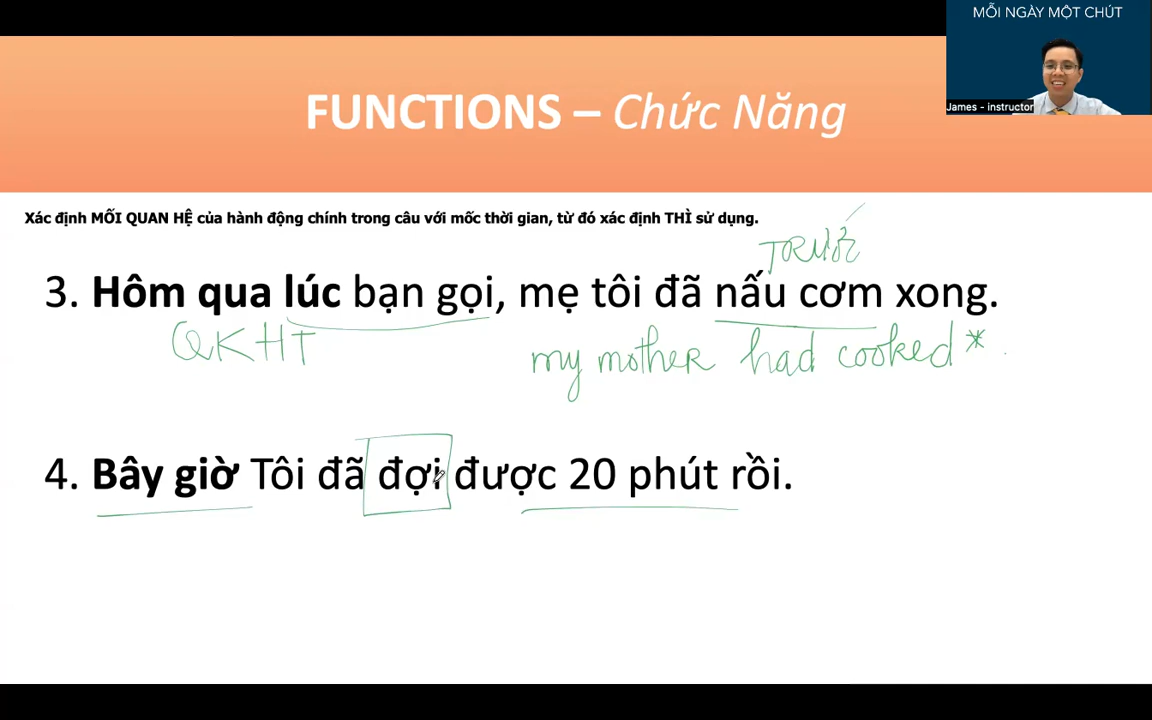 MỖI NGÀY MỘT CHÚT
James - instructor
FUNCTIONS – Chức Năng
Xác định MỐI QUAN HỆ của hành động chính trong câu với mốc thời gian, từ đó xác định THÌ sử dụng.
TRƯỚC
3. Hôm qua lúc bạn gọi, mẹ tôi đã nấu cơm xong.
QKHT my mother had cooked *
4. Bây giờ Tôi đã đợi được 20 phút rồi.